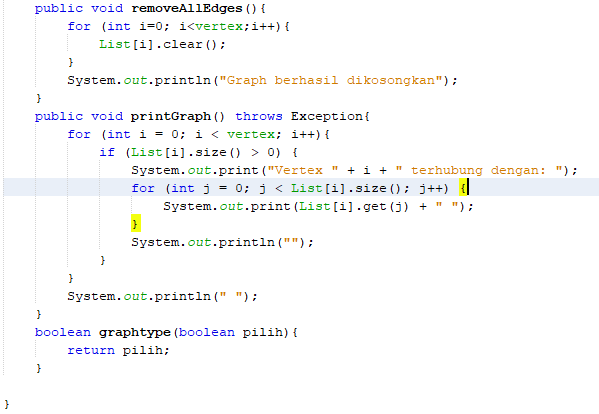 public void removeAllEdges(){
for (int i=0; i<vertex;i++){
List[i].clear();
}
System.out.println("Graph berhasil dikosongkan");
}
public void printGraph() throws Exception{
for (int i = 0; i < vertex; i++){
if (List[i].size() > 0) {
System.out.print("Vertex " + i + " terhubung dengan: ");
for (int j = 0; j < List[i].size(); j++) {
System.out.print(List[i].get(j) + " ");
}
System.out.println("");
}
}
System.out.println(" ");
}
boolean graphtype(boolean pilih){
return pilih;
}
}